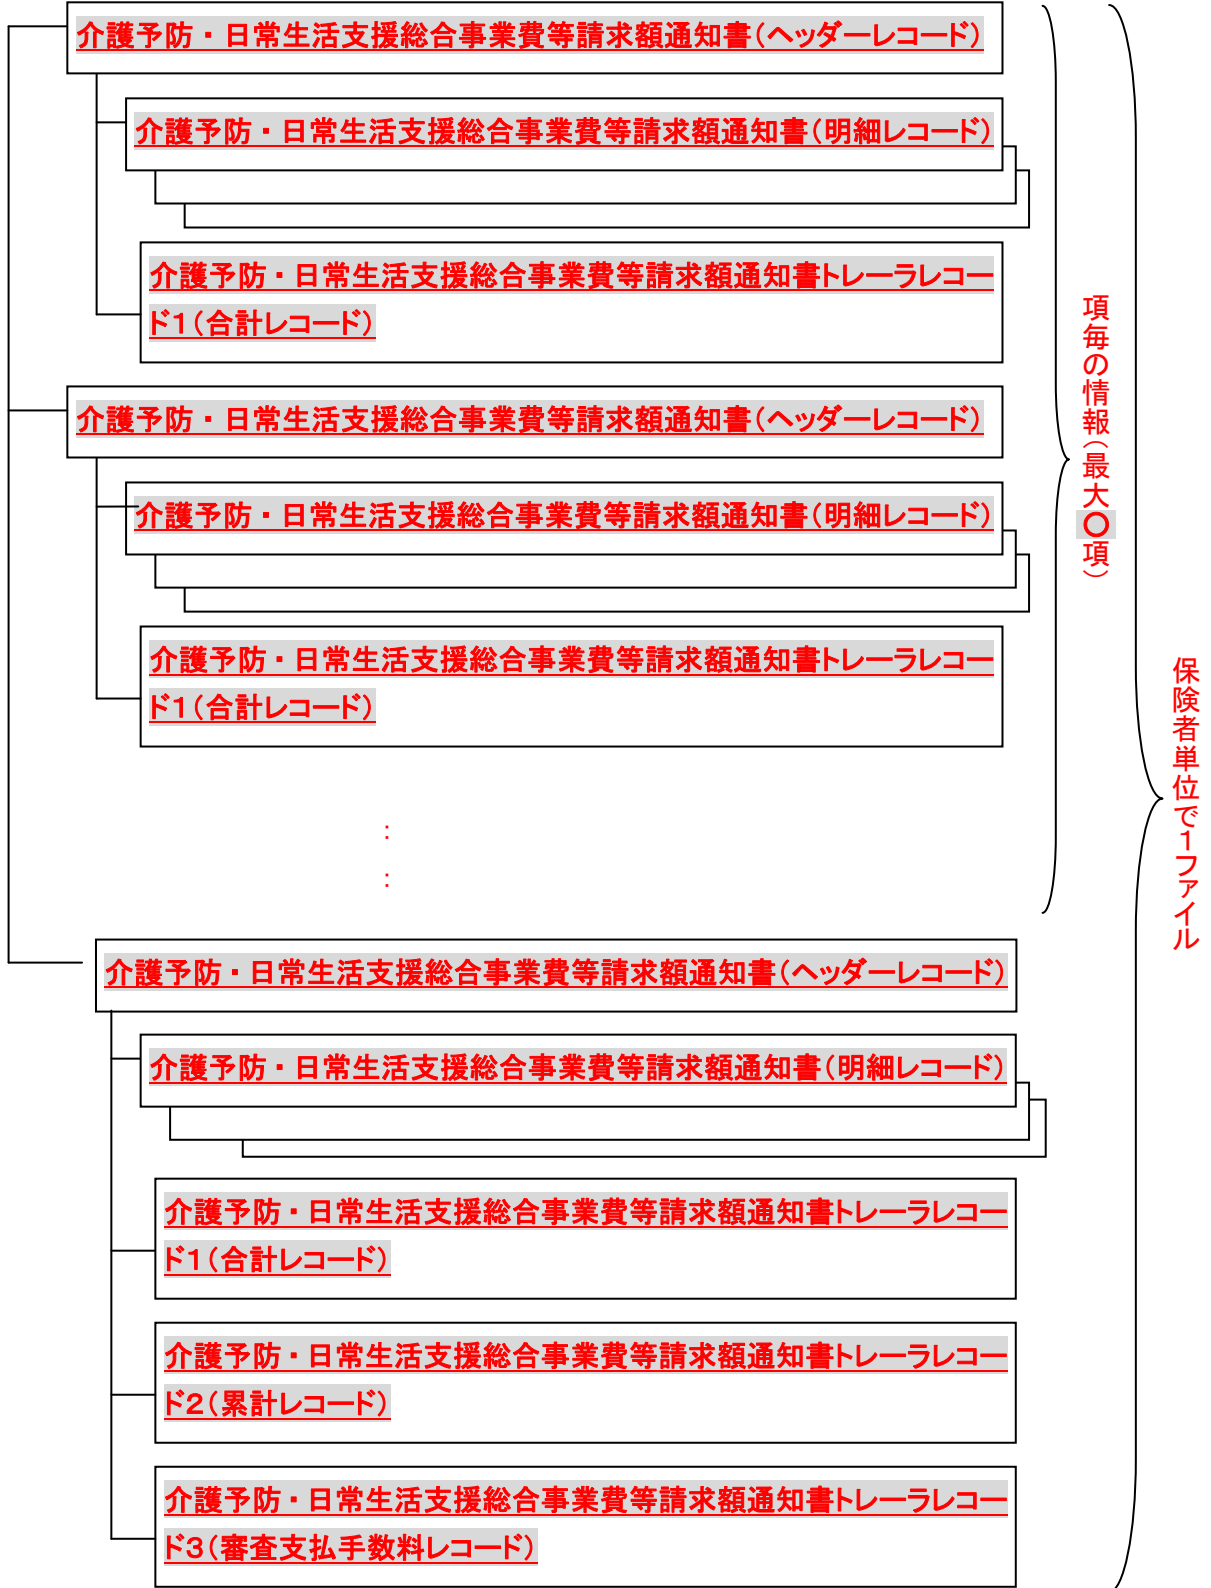 介護予防・日常生活支援総合事業費等請求額通知書（ヘッダーレコード）
介護予防・日常生活支援総合事業費等請求額通知書（明細レコード）
介護予防・日常生活支援総合事業費等請求額通知書トレーラレコー
ド１（合計レコード）
介護予防・日常生活支援総合事業費等請求額通知書（ヘッダーレコード）
介護予防・日常生活支援総合事業費等請求額通知書（明細レコード）
介護予防・日常生活支援総合事業費等請求額通知書トレーラレコー
ド１（合計レコード）
：
：
介護予防・日常生活支援総合事業費等請求額通知書（ヘッダーレコード）
介護予防・日常生活支援総合事業費等請求額通知書（明細レコード）
介護予防・日常生活支援総合事業費等請求額通知書トレーラレコー
ド１（合計レコード）
介護予防・日常生活支援総合事業費等請求額通知書トレーラレコー
ド２（累計レコード）
介護予防・日常生活支援総合事業費等請求額通知書トレーラレコー
ド３（審査支払手数料レコード）
項毎の情報（最大〇項）
保険者単位で１ファイル